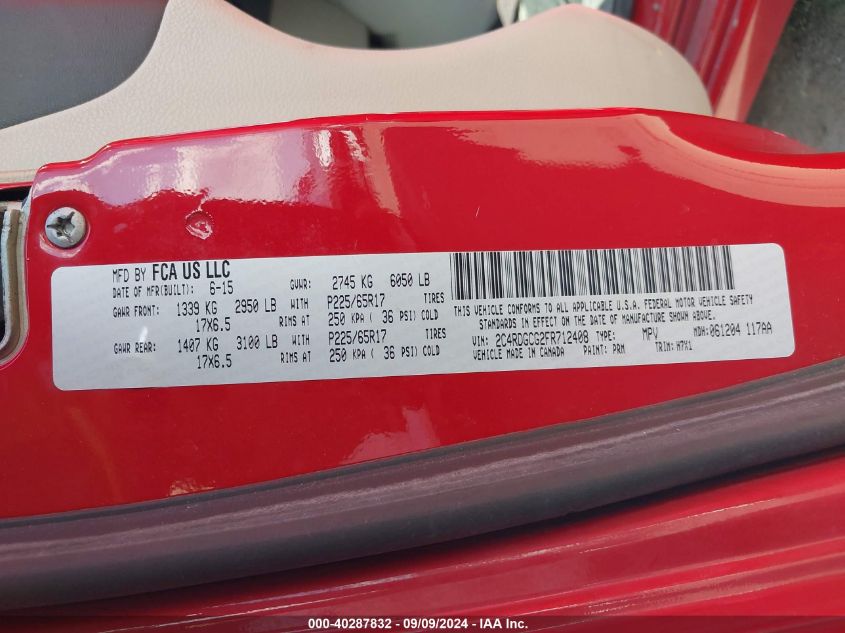 MFD BY FCA US LLC
DATE OF MFR(BUILT): 6-15 GVWR: 2745 KG 6050 LB
GAWR FRONT: 1339 KG 2950 LB WITH P225/65R17 TIRES
17X6.5 RIMS AT 250 KPA ( 36 PSI) COLD
GAWR REAR: 1407 KG 3100 LB WITH P225/65R17 TIRES
17X6.5 RIMS AT 250 KPA ( 36 PSI) COLD
THIS VEHICLE CONFORMS TO ALL APPLICABLE U.S.A. FEDERAL MOTOR VEHICLE SAFETY
STANDARDS IN EFFECT ON THE DATE OF MANUFACTURE SHOWN ABOVE.
VIN: 2C4RDGCG2FR712408 TYPE: MPV MDH: 061204 117AA
MADE IN CANADA PAINT: PRM TRIM: H7X1
000-40287832 - 09/09/2024 - IAA Inc.